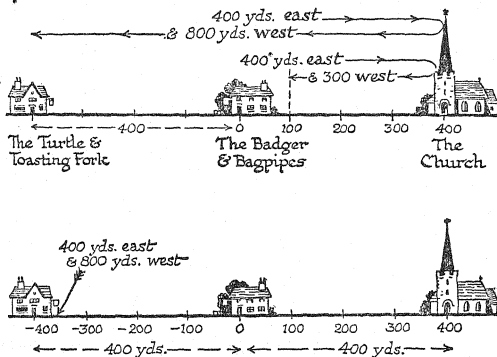 400 yds. east
& 800 yds. west
400 yds. east
& 300 west
400 0 100 200 300 400
The Turtle &
Toasting Fork
The Badger
& Bagpipes
The
Church
400 yds. east
& 800 yds. west
-400 -300 -200 -100 0 100 200 300 400
400 yds. 400 yds.